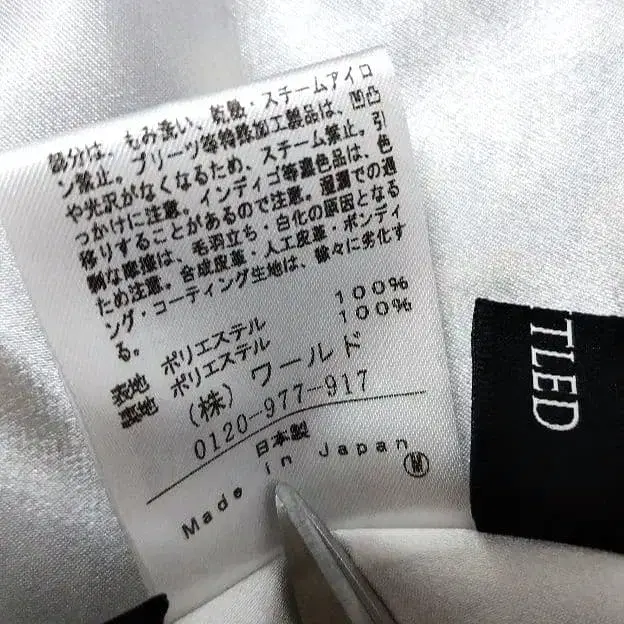 部分は、もみ洗い、乾熱・スチームアイロ
ン禁止。プリーツ等特殊加工製品は、凹凸
や光沢がなくなるため、スチーム禁止。引
っかけに注意。インディゴ等濃色品は、色
移りすることがあるので注意。湿潤での過
剰な摩擦は、毛羽立ち・白化の原因となる
ため注意。合成皮革・人工皮革・ボンディ
ング・コーティング生地は、徐々に劣化す
る。
表地 ポリエステル 100%
裏地 ポリエステル 100%
(株) ワールド
0120-977-917
日本製
Made in Japan
M
TLED